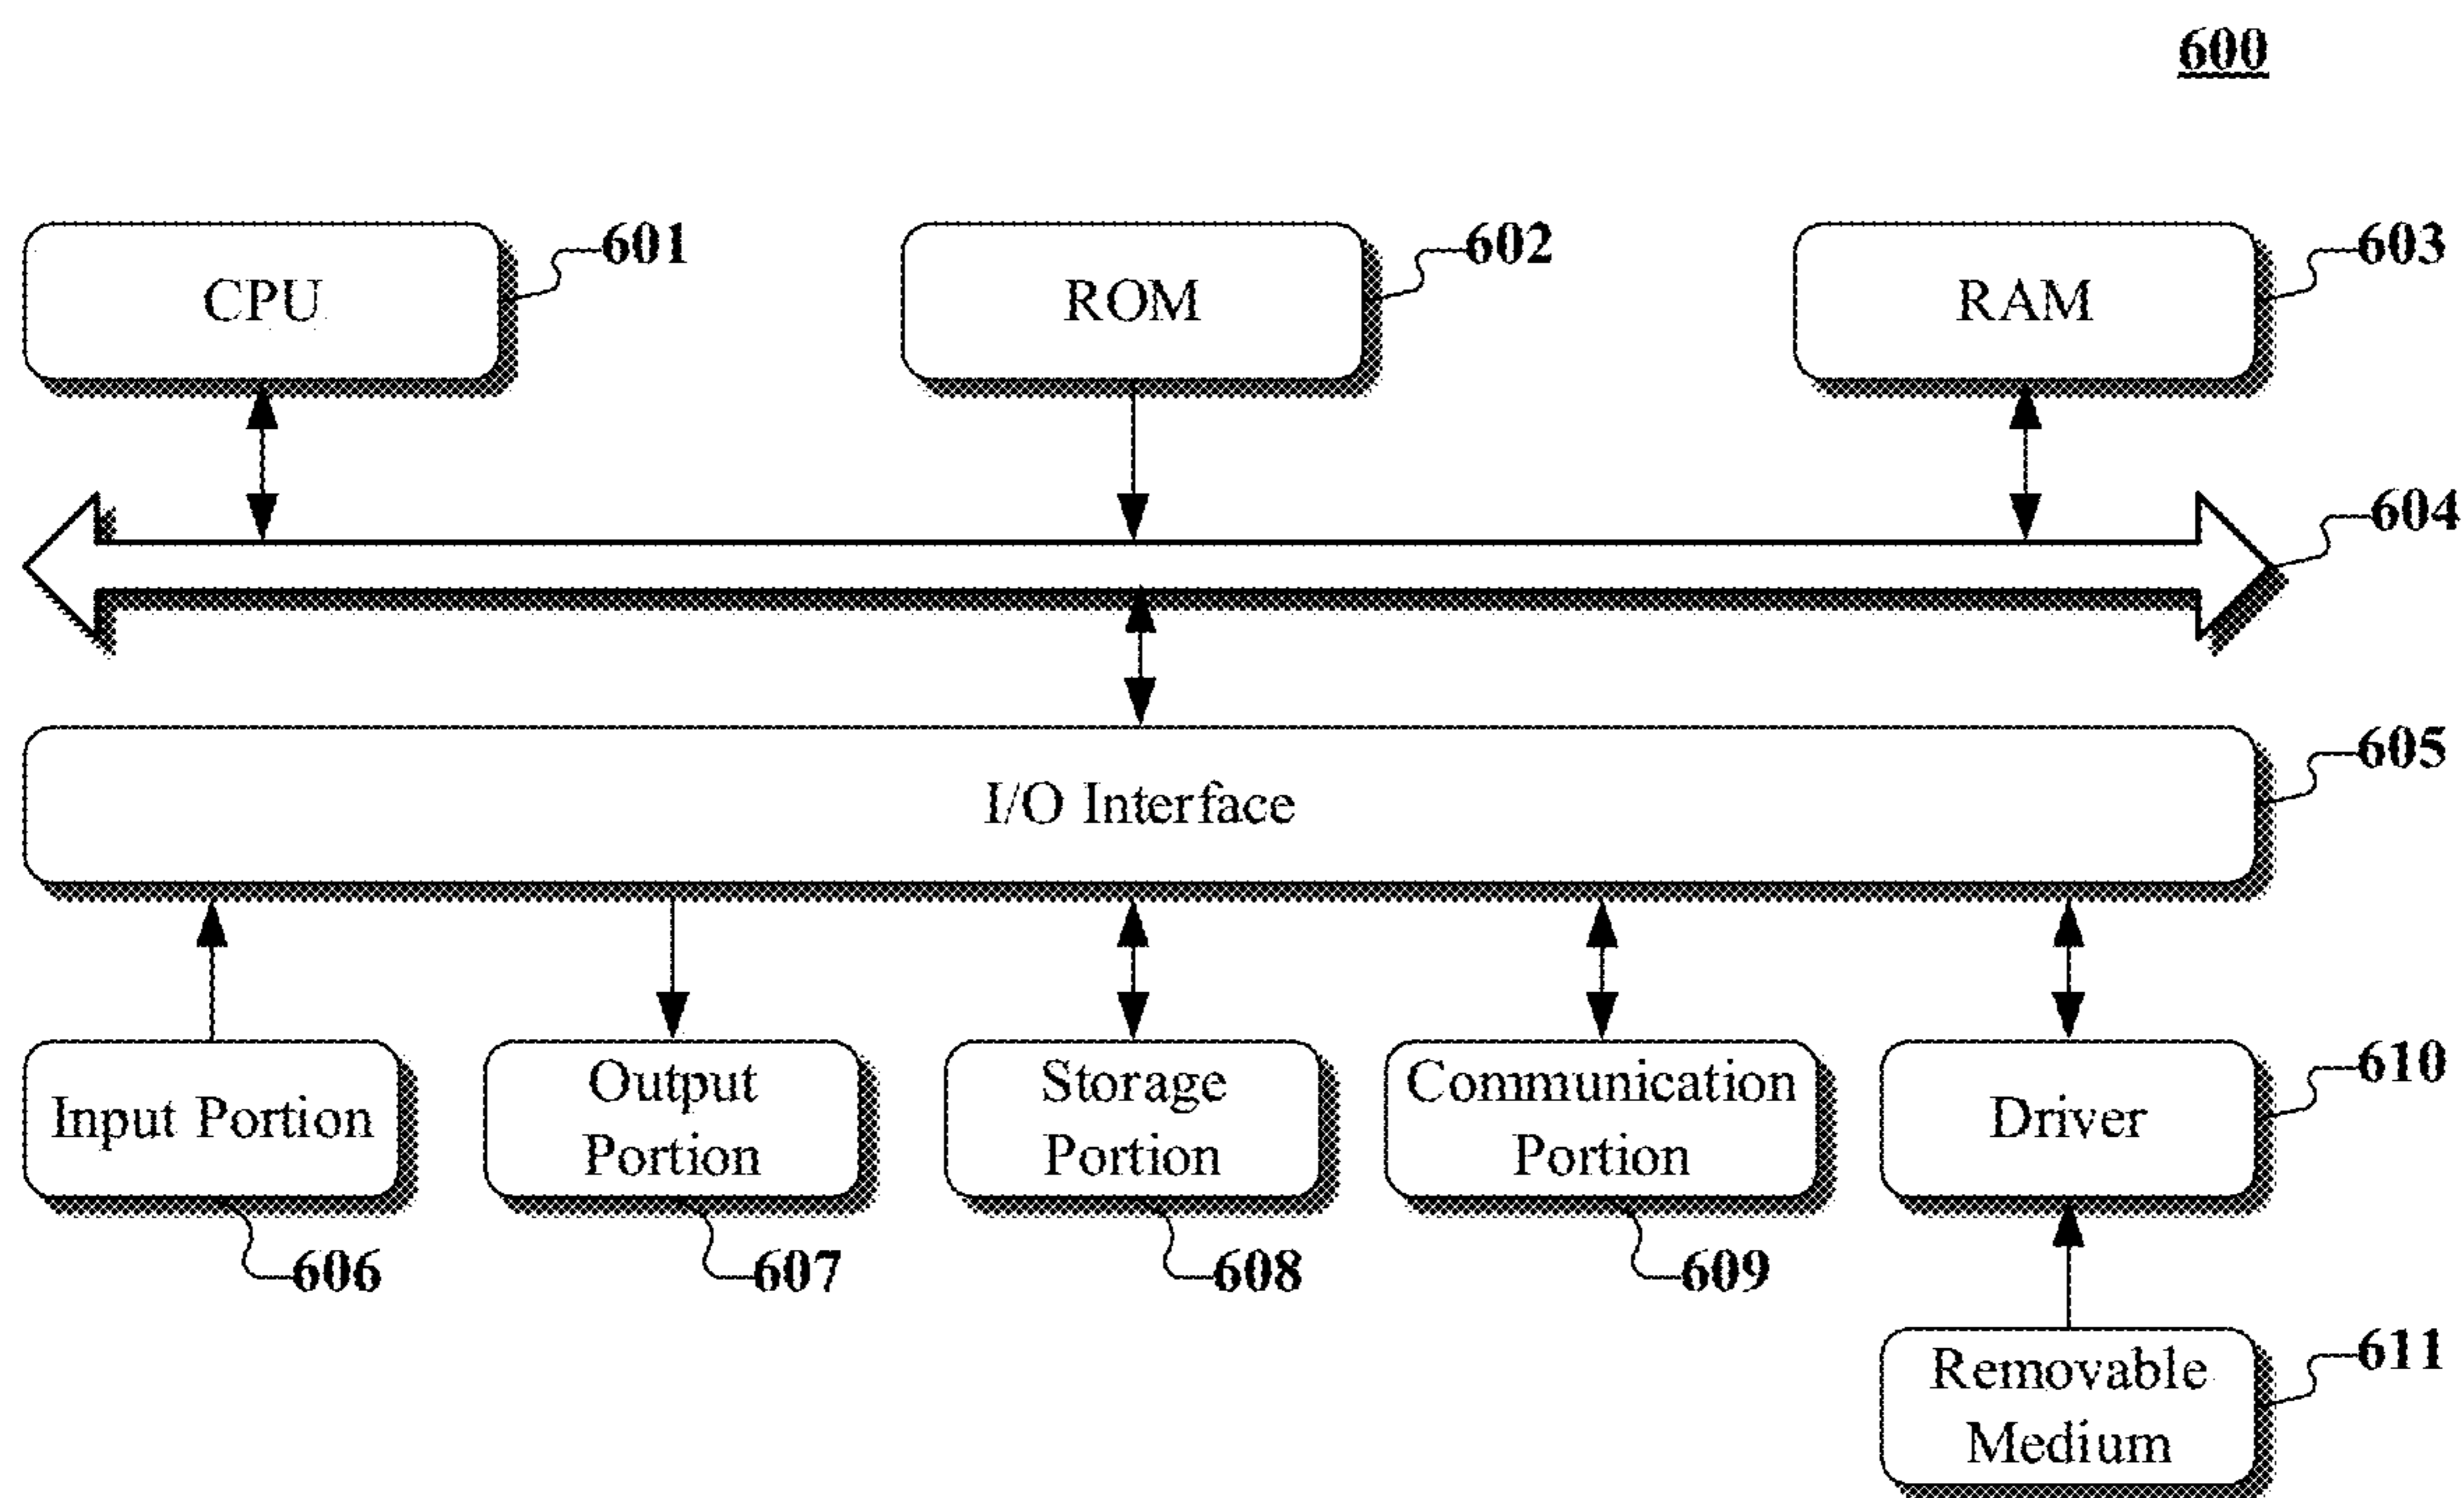 600
CPU
601
ROM
602
RAM
603
604
I/O Interface
605
Input Portion
606
Output
Portion
607
Storage
Portion
608
Communication
Portion
609
Driver
610
Removable
Medium
611